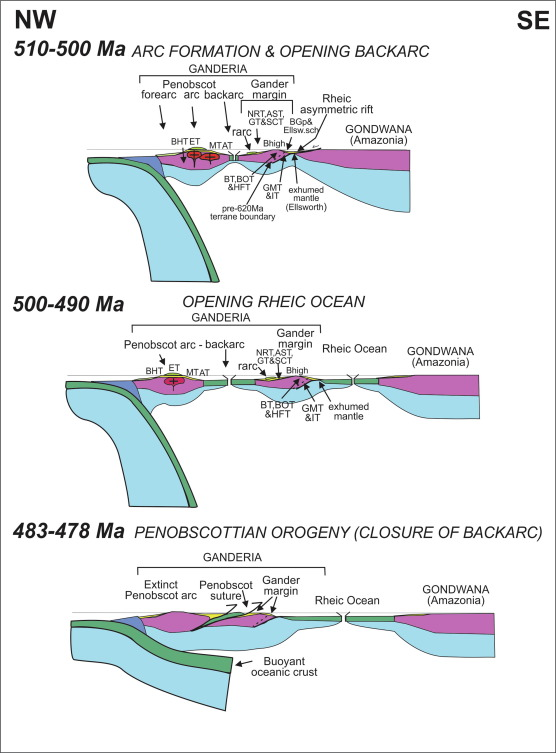 NW
SE
510-500 Ma ARC FORMATION & OPENING BACKARC
GANDERIA
Penobscot
forearc arc backarc
Gander
margin
Rheic
asymmetric rift
NRT,AST,
GT&SCT
BGp&
Ellsw.sch
rarc
GONDWANA
(Amazonia)
BHT ET
MTAT
Bhigh
BT,BOT
&HFT
GMT
&IT
exhumed
mantle
(Ellsworth)
pre-620Ma
terrane boundary
500-490 Ma
OPENING RHEIC OCEAN
GANDERIA
Penobscot arc - backarc
Gander
margin
Rheic Ocean
NRT,AST,
GT&SCT
GONDWANA
(Amazonia)
BHT ET MTAT
rarc
Bhigh
BT,BOT
&HFT
GMT
&IT
exhumed
mantle
483-478 Ma PENOBSCOTTIAN OROGENY (CLOSURE OF BACKARC)
GANDERIA
Extinct
Penobscot arc
Penobscot
suture
Gander
margin
Rheic Ocean
GONDWANA
(Amazonia)
Buoyant
oceanic crust